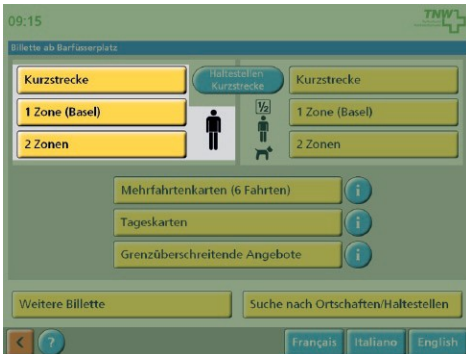 09:15
TNW
Billette ab Barfüsserplatz
Kurzstrecke
Haltestellen
Kurzstrecke
Kurzstrecke
1 Zone (Basel)
1/2
1 Zone (Basel)
2 Zonen
2 Zonen
Mehrfahrtenkarten (6 Fahrten)
i
Tageskarten
i
Grenzüberschreitende Angebote
i
Weitere Billette
Suche nach Ortschaften/Haltestellen
<
?
Français
Italiano
English